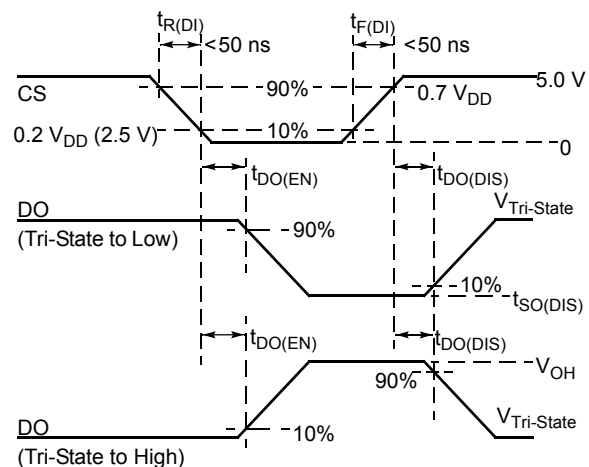 tR(DI) <50 ns tF(DI) <50 ns
CS 90% 0.7 VDD 5.0 V
0.2 VDD (2.5 V) 10% 0
tDO(EN) tDO(DIS)
DO 90% VTri-State
(Tri-State to Low)
10%
tSO(DIS)
tDO(EN) tDO(DIS)
VOH
90%
DO 10% VTri-State
(Tri-State to High)